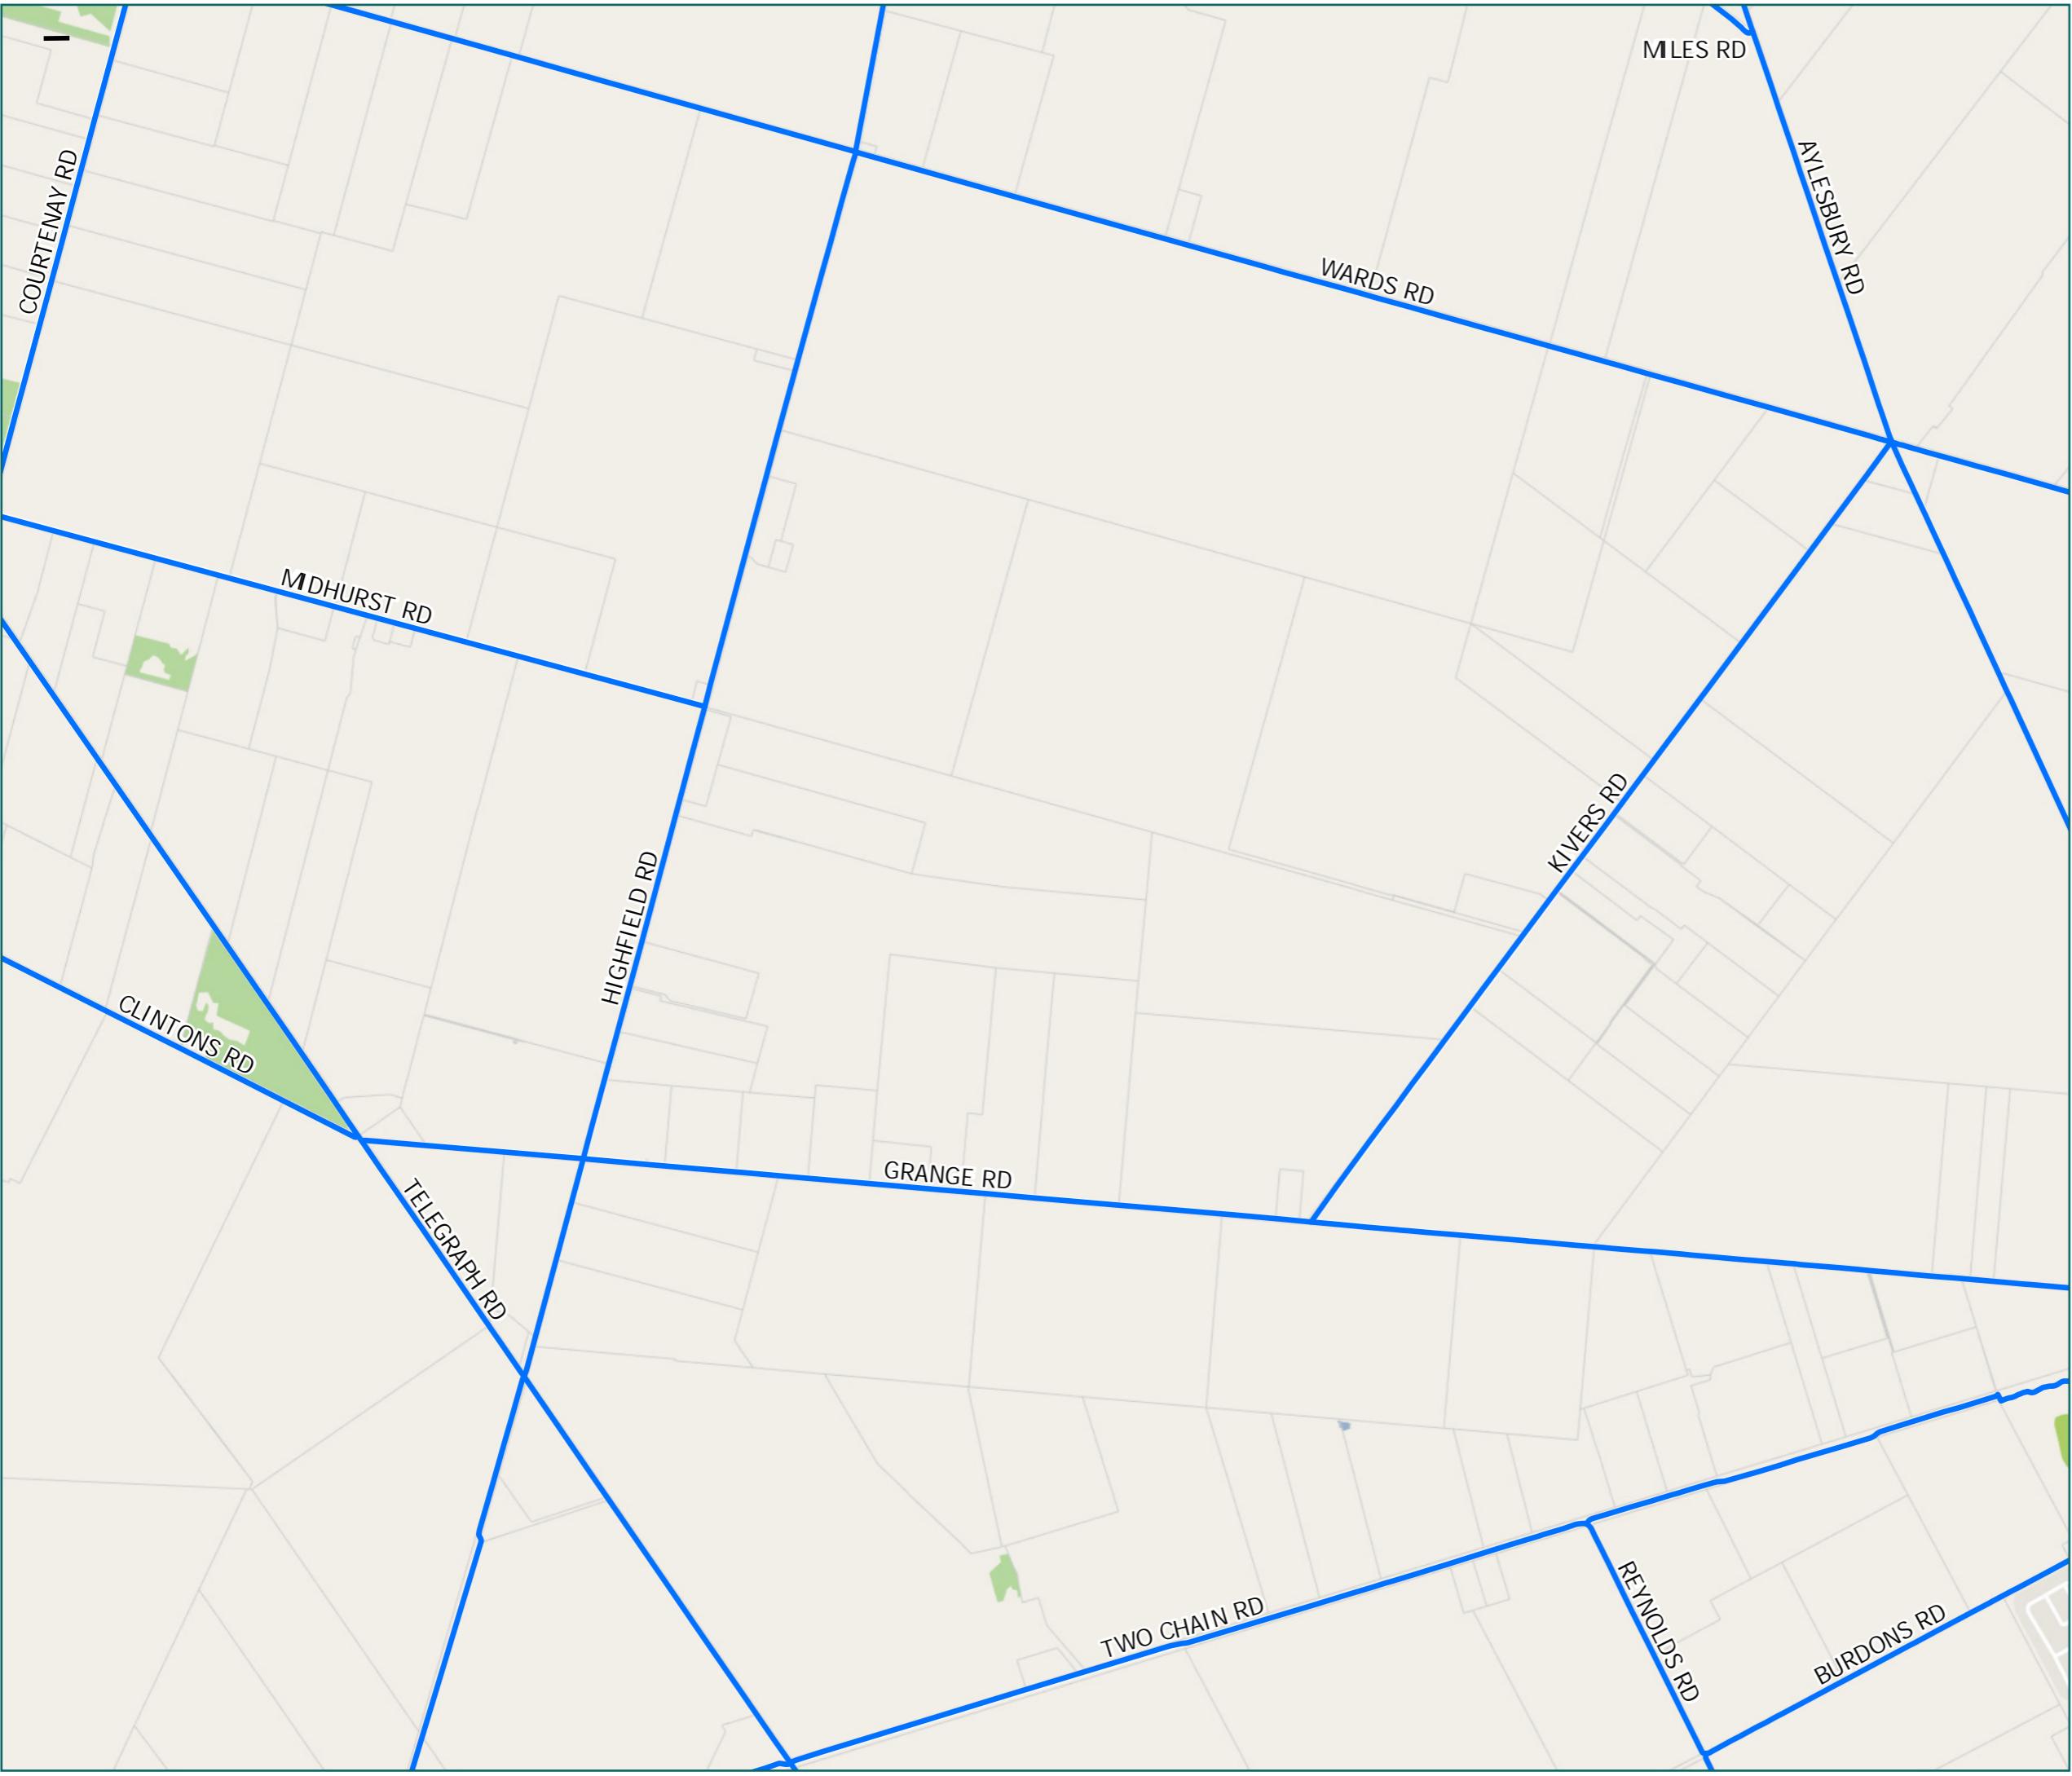 MILES RD
COURTENAY RD
AYLESBURY RD
WARDS RD
MIDHURST RD
KIVERS RD
HIGHFIELD RD
CLINTONS RD
GRANGE RD
TELEGRAPH RD
TWO CHAIN RD
REYNOLDS RD
BURDONS RD